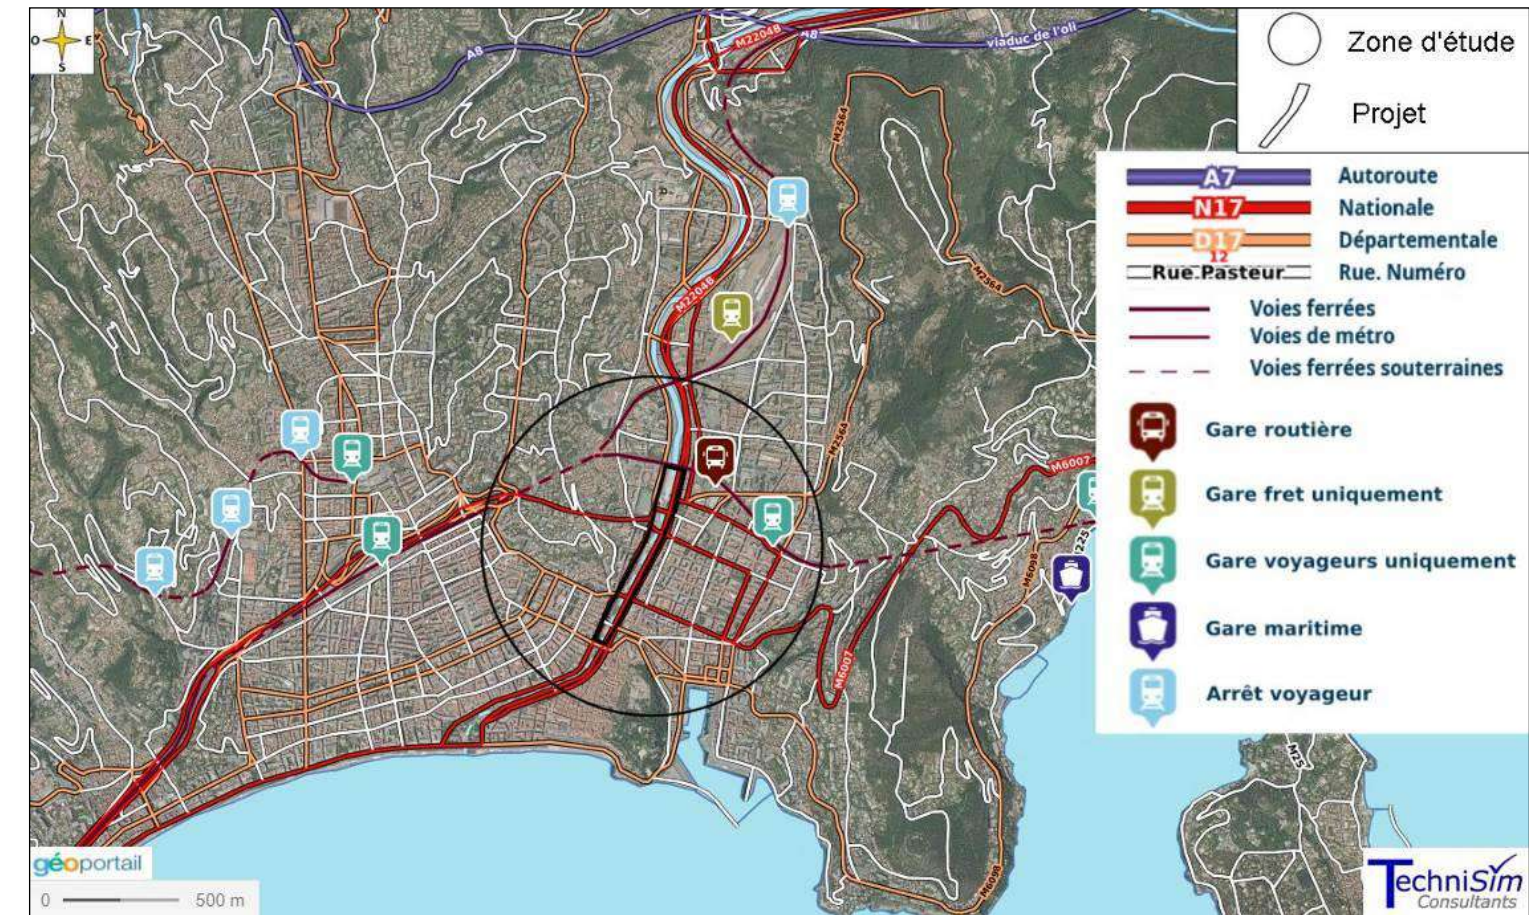 N
O E
S
A8
M2204B
A8
viaduc de l'oli
Zone d'étude
Projet
M2564
A7 Autoroute
N17 Nationale
D17 Départementale
12
Rue Pasteur Rue. Numéro
Voies ferrées
Voies de métro
Voies ferrées souterraines
M2564
M2204B
M2564
M6007
Gare routière
Gare fret uniquement
Gare voyageurs uniquement
225
M6098
Gare maritime
M6007
Arrêt voyageur
M25
M6098
géoportail
0 500 m
TechniSim
Consultants